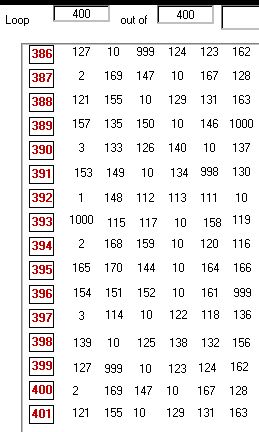 Loop 400 out of 400
386 127 10 999 124 123 162
387 2 169 147 10 167 128
388 121 155 10 129 131 163
389 157 135 150 10 146 1000
390 3 133 126 140 10 137
391 153 149 10 134 998 130
392 1 148 112 113 111 10
393 1000 115 117 10 158 119
394 2 168 159 10 120 116
395 165 170 144 10 164 166
396 154 151 152 10 161 999
397 3 114 10 122 118 136
398 139 10 125 138 132 156
399 127 999 10 123 124 162
400 2 169 147 10 167 128
401 121 155 10 129 131 163